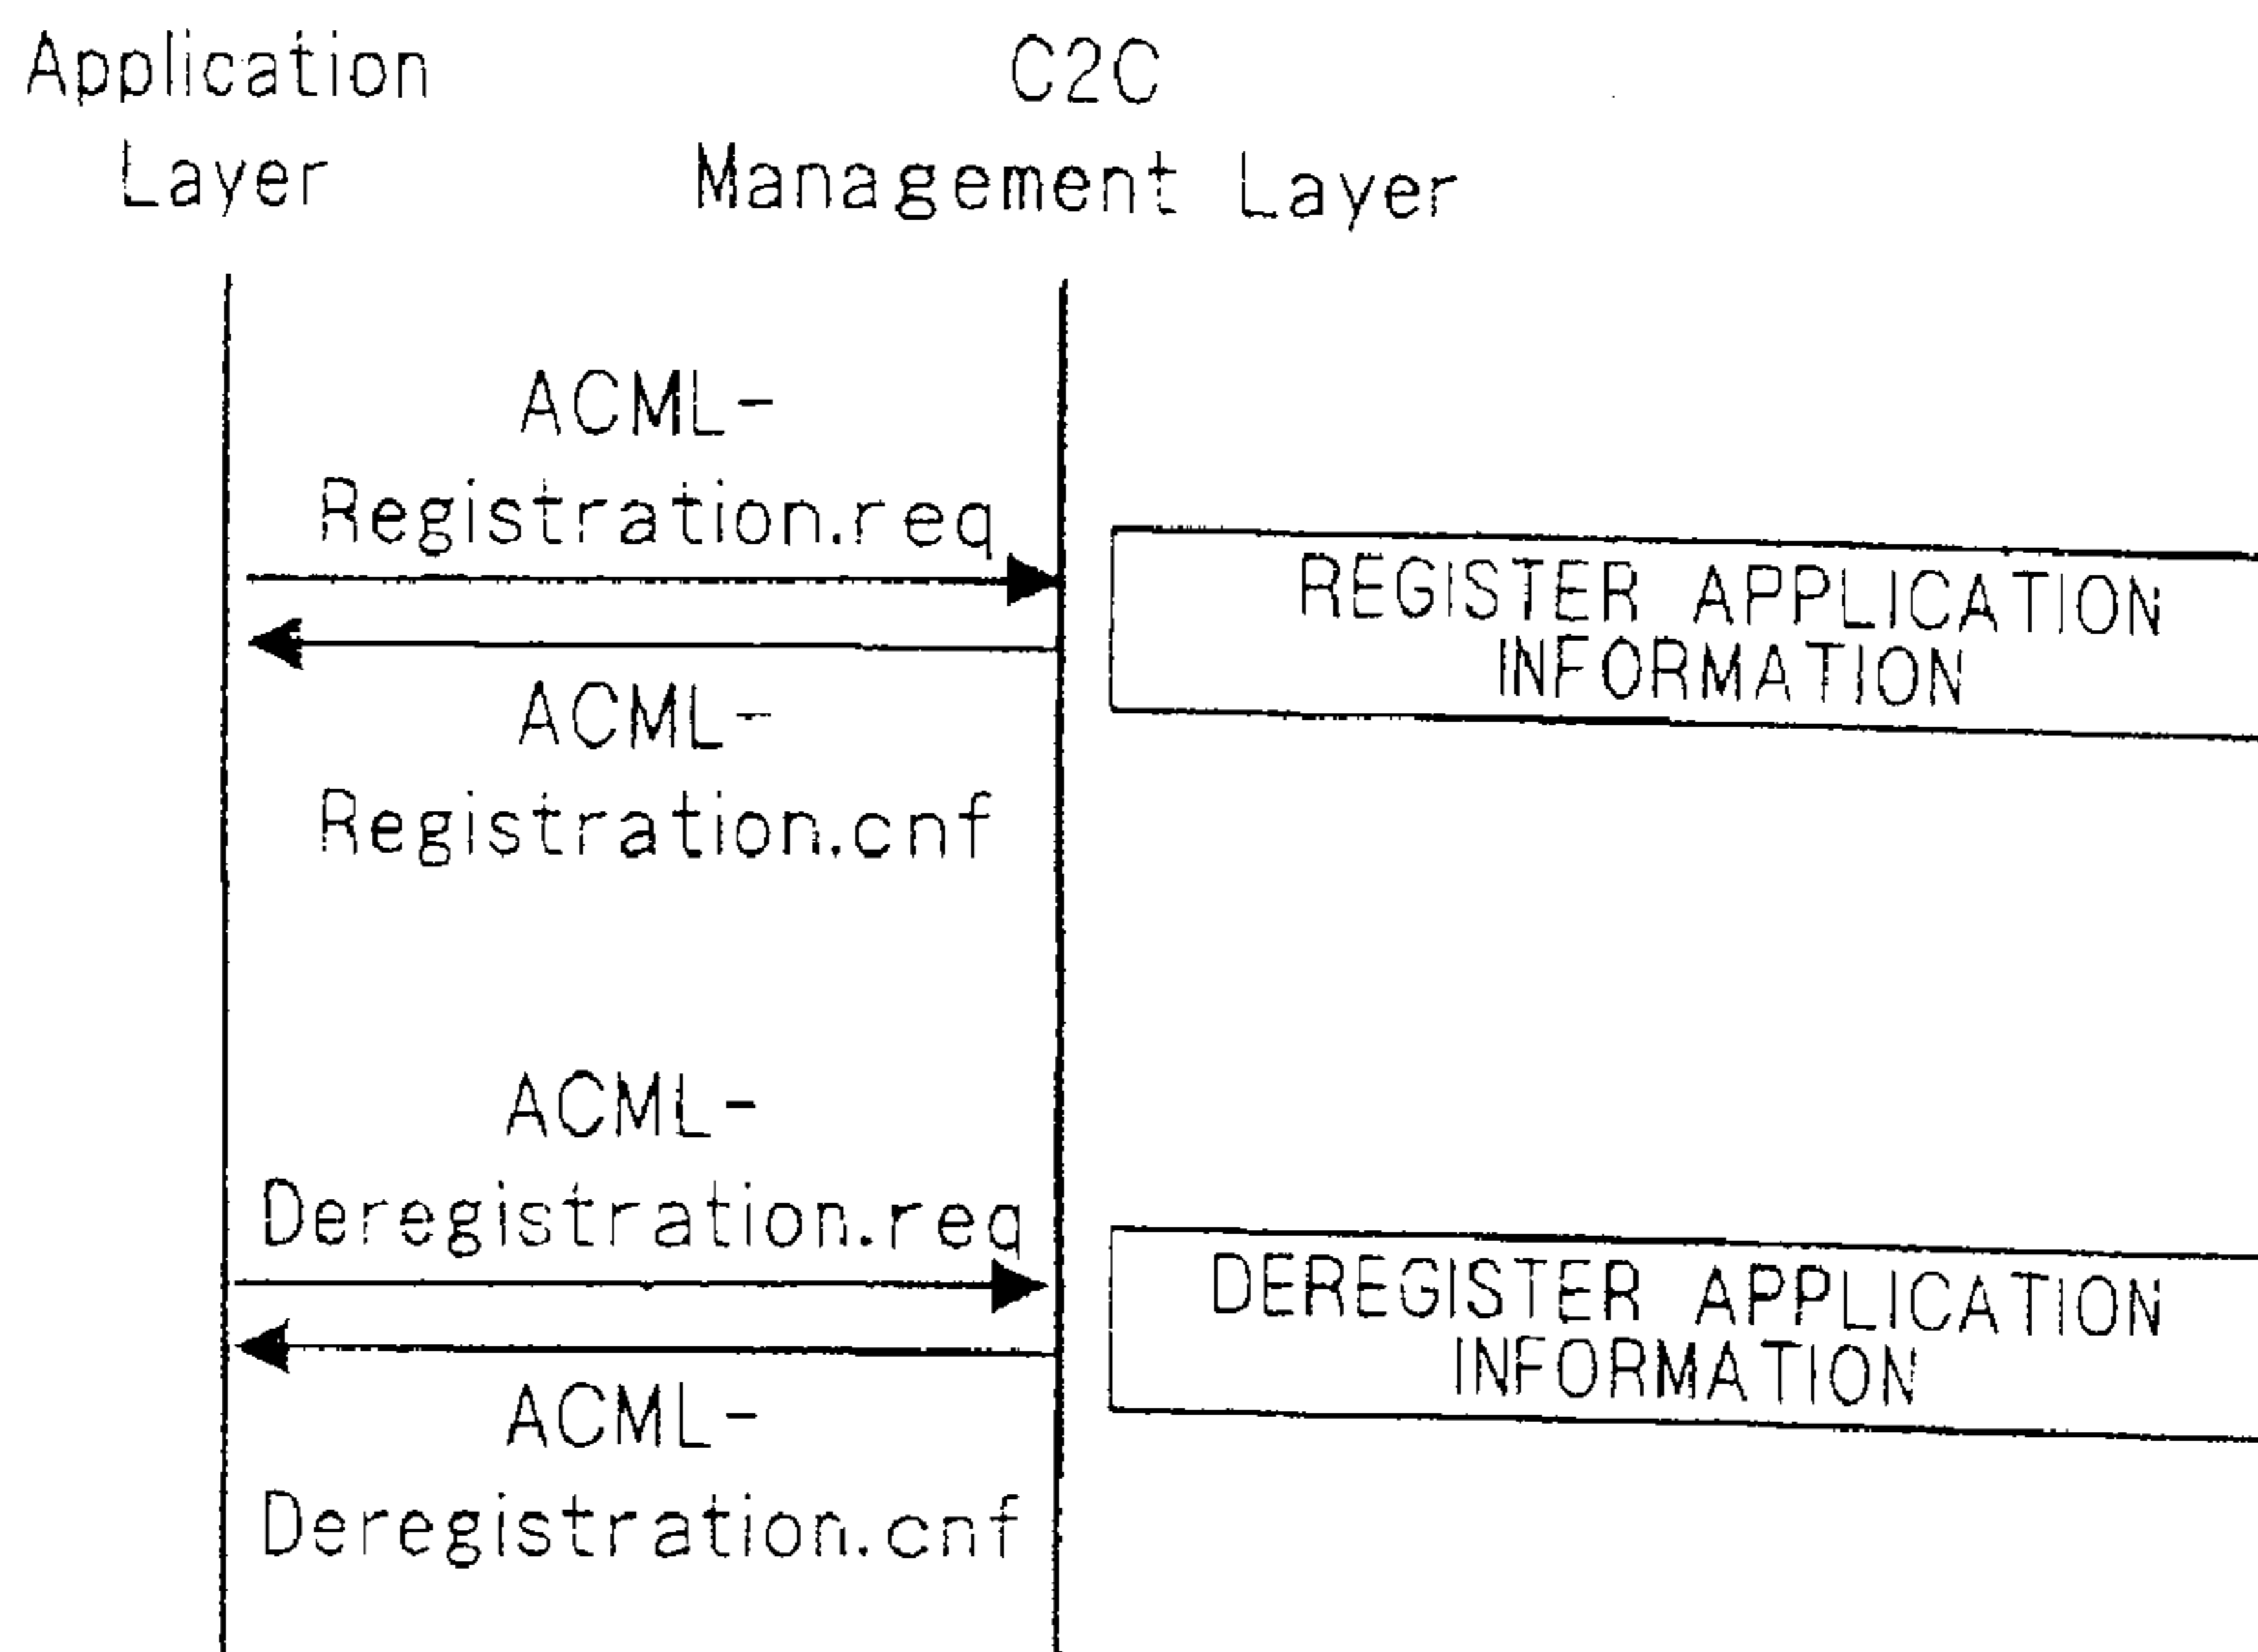 Application
Layer
C2C
Management Layer
ACML-
Registration.req
REGISTER APPLICATION
INFORMATION
ACML-
Registration.cnf
ACML-
Deregistration.req
DEREGISTER APPLICATION
INFORMATION
ACML-
Deregistration.cnf